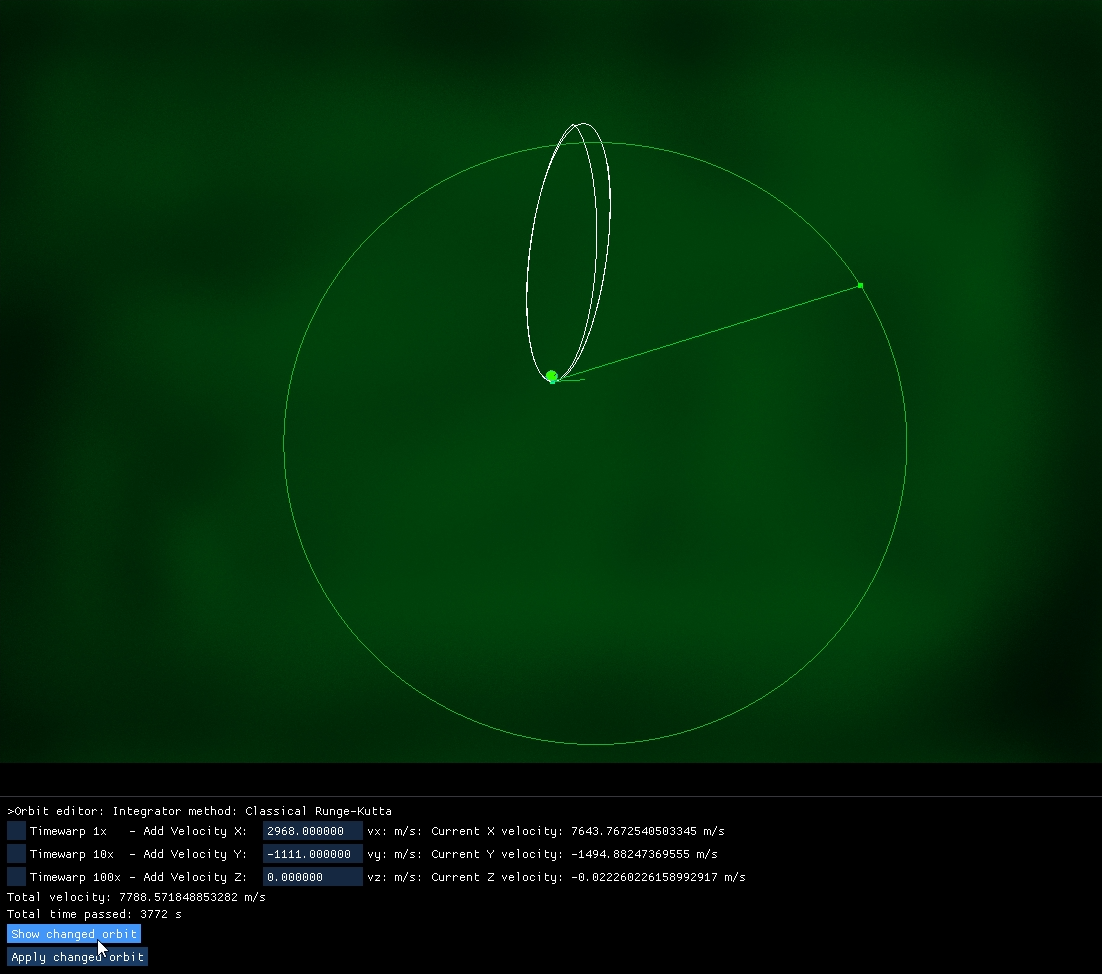 >Orbit editor: Integrator method: Classical Runge-Kutta
Timewarp 1x - Add Velocity X: 2968.000000 vx: m/s: Current X velocity: 7643.7672540503345 m/s
Timewarp 10x - Add Velocity Y: -1111.000000 vy: m/s: Current Y velocity: -1494.88247369555 m/s
Timewarp 100x - Add Velocity Z: 0.000000 vz: m/s: Current Z velocity: -0.022260226158992917 m/s
Total velocity: 7788.571848853282 m/s
Total time passed: 3772 s
Show changed orbit
Apply changed orbit